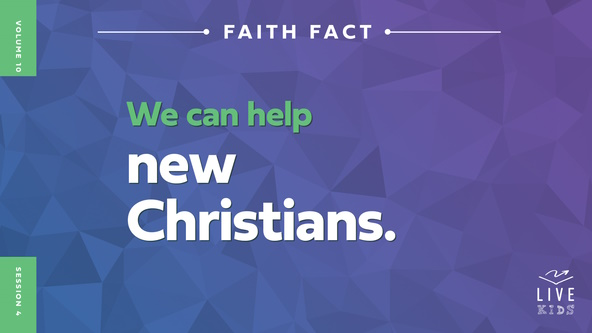 VOLUME 10
FAITH FACT
We can help
new
Christians.
SESSION 4
LIVE
KIDS